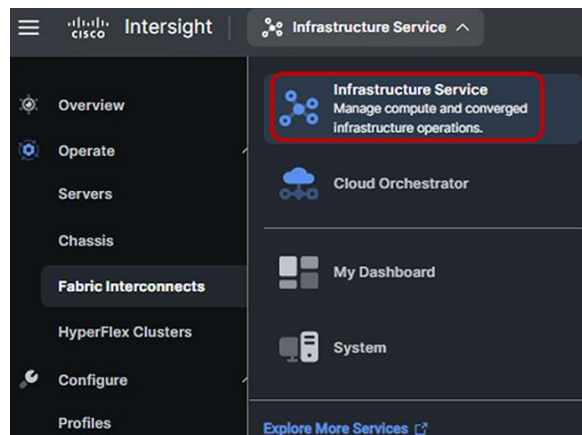 cisco Intersight
Infrastructure Service
Overview
Operate
Servers
Chassis
Fabric Interconnects
HyperFlex Clusters
Configure
Profiles
Infrastructure Service
Manage compute and converged
infrastructure operations.
Cloud Orchestrator
My Dashboard
System
Explore More Services